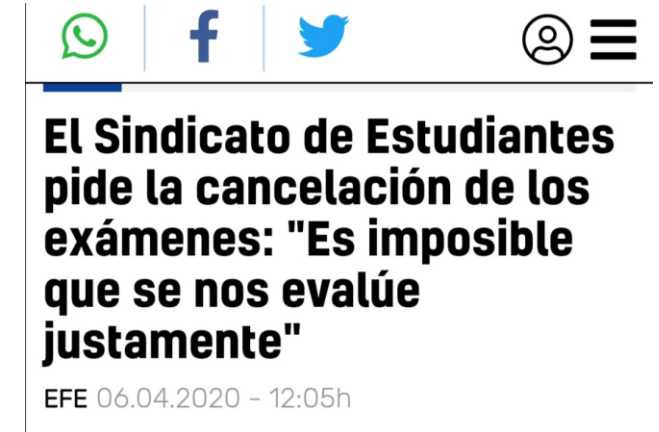 El Sindicato de Estudiantes
pide la cancelación de los
exámenes: "Es imposible
que se nos evalúe
justamente"
EFE 06.04.2020 - 12:05h